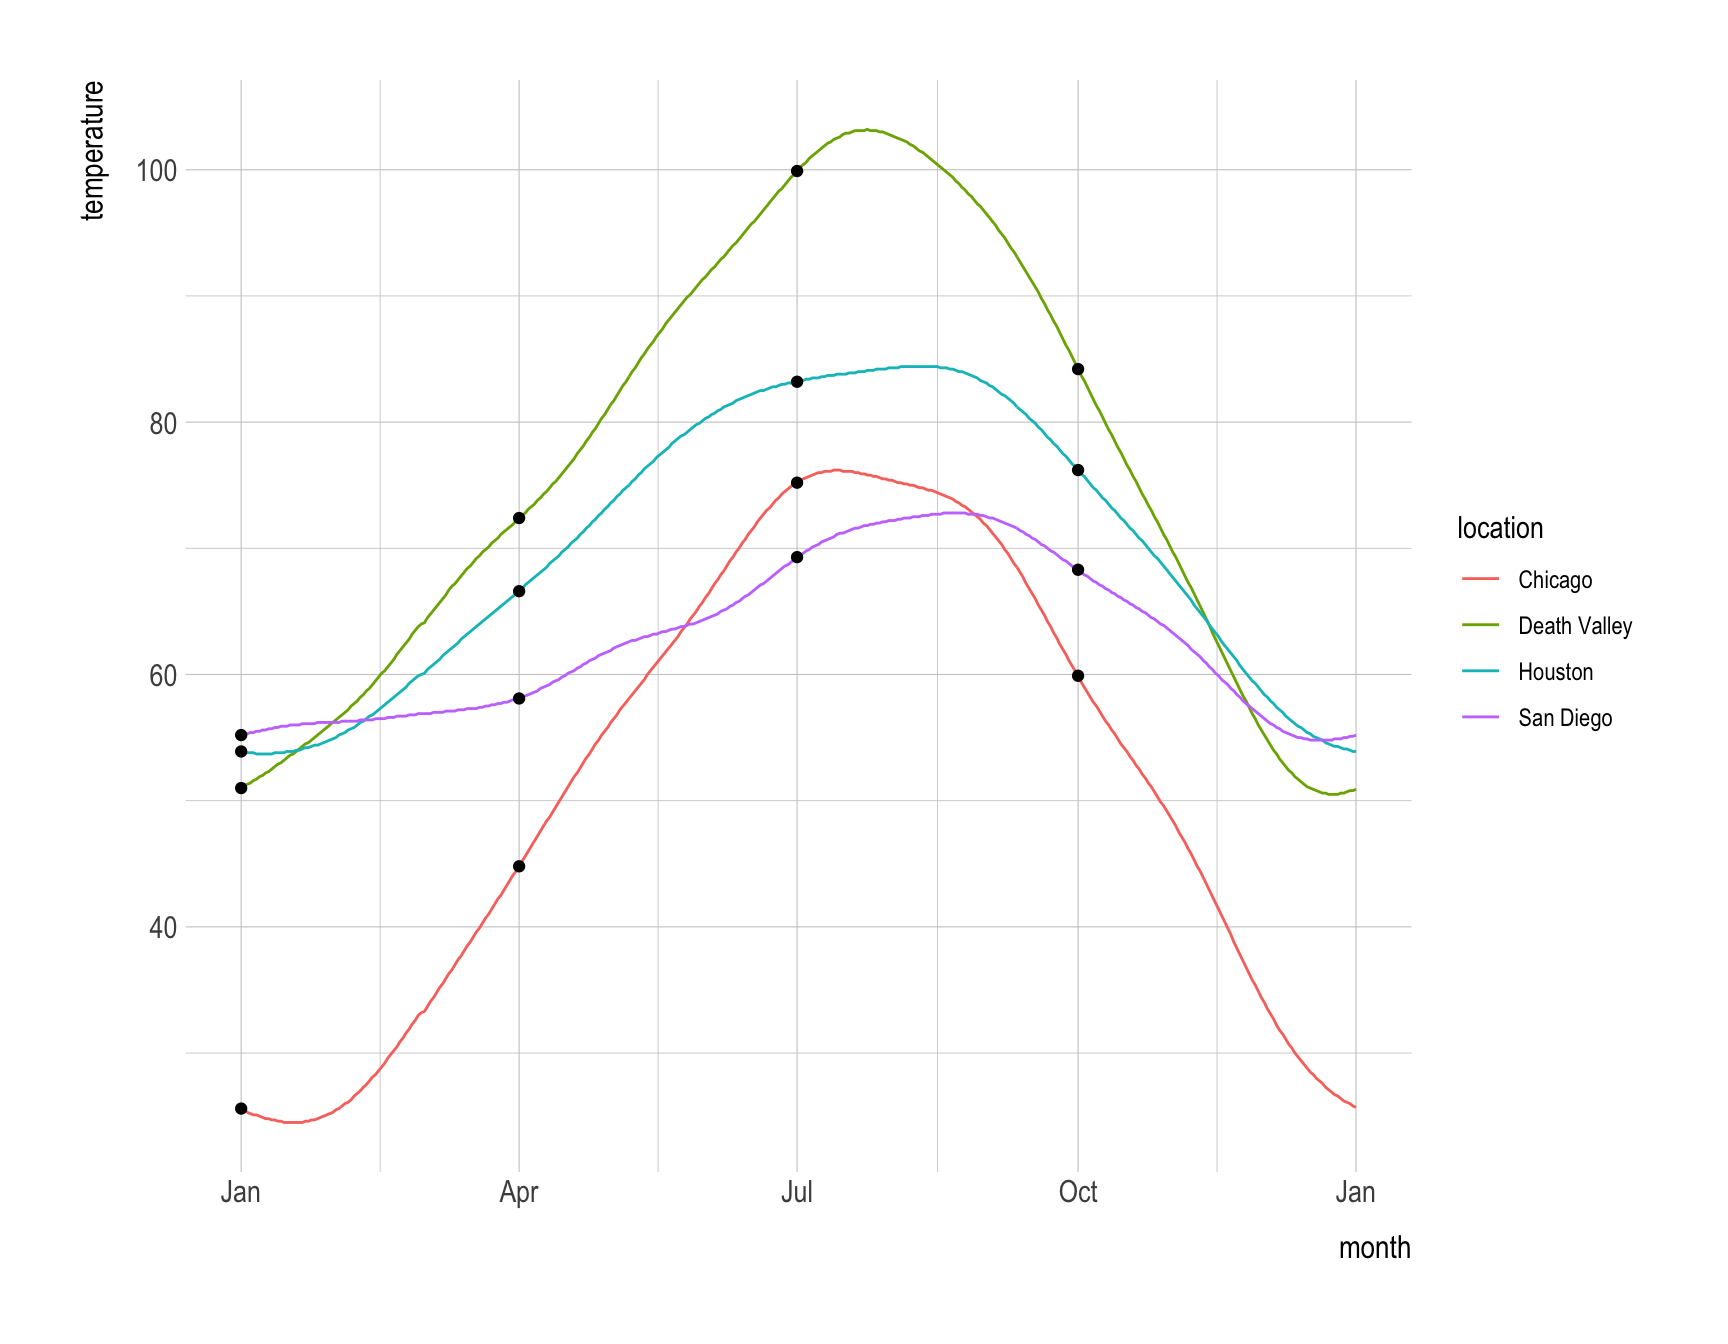 temperature
100
80
60
40
Jan
Apr
Jul
Oct
Jan
month
location
Chicago
Death Valley
Houston
San Diego